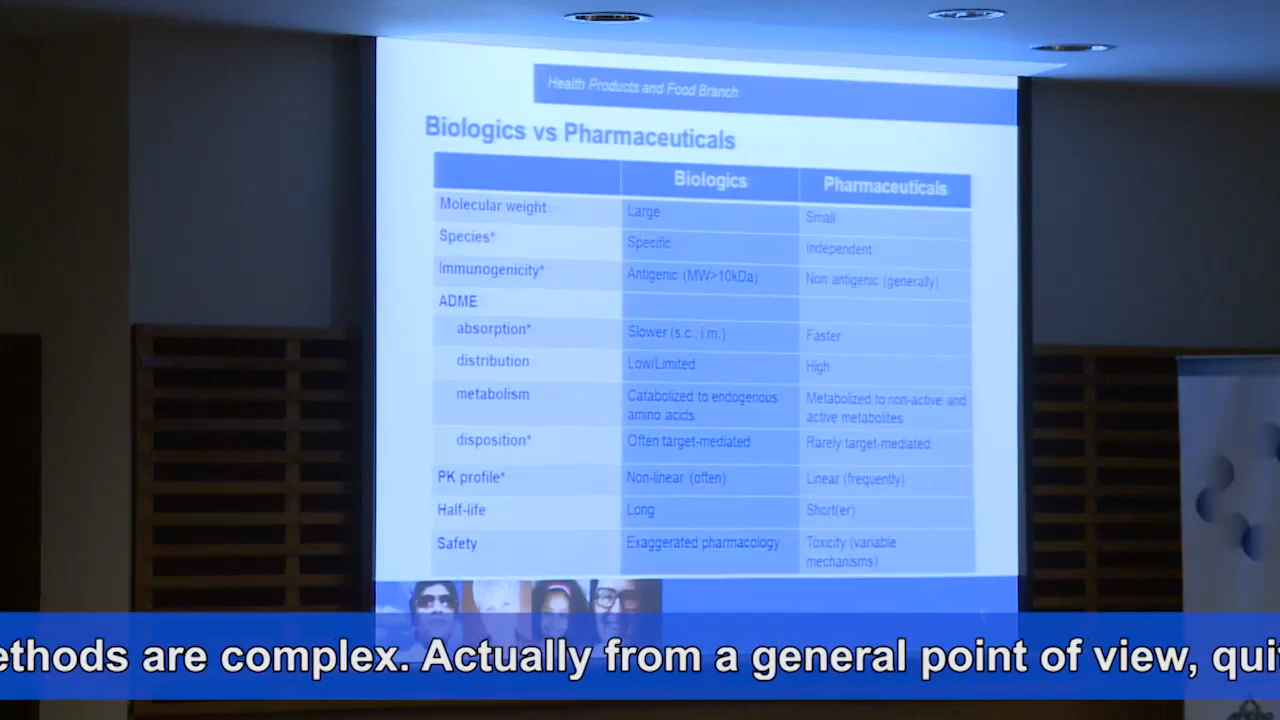 Health Products and Food Branch
Biologics vs Pharmaceuticals
Biologics Pharmaceuticals
Molecular weight Large Small
Species* Specific Independent
Immunogenicity* Antigenic (MW>10kDa) Non antigenic (generally)
ADME
absorption* Slower (s.c., i.m.) Faster
distribution Low/Limited High
metabolism Catabolized to endogenous amino acids Metabolized to non-active and active metabolites
disposition* Often target-mediated Rarely target-mediated
PK profile* Non-linear (often) Linear (frequently)
Half-life Long Short(er)
Safety Exaggerated pharmacology Toxicity (variable mechanisms)
ethods are complex. Actually from a general point of view, qui